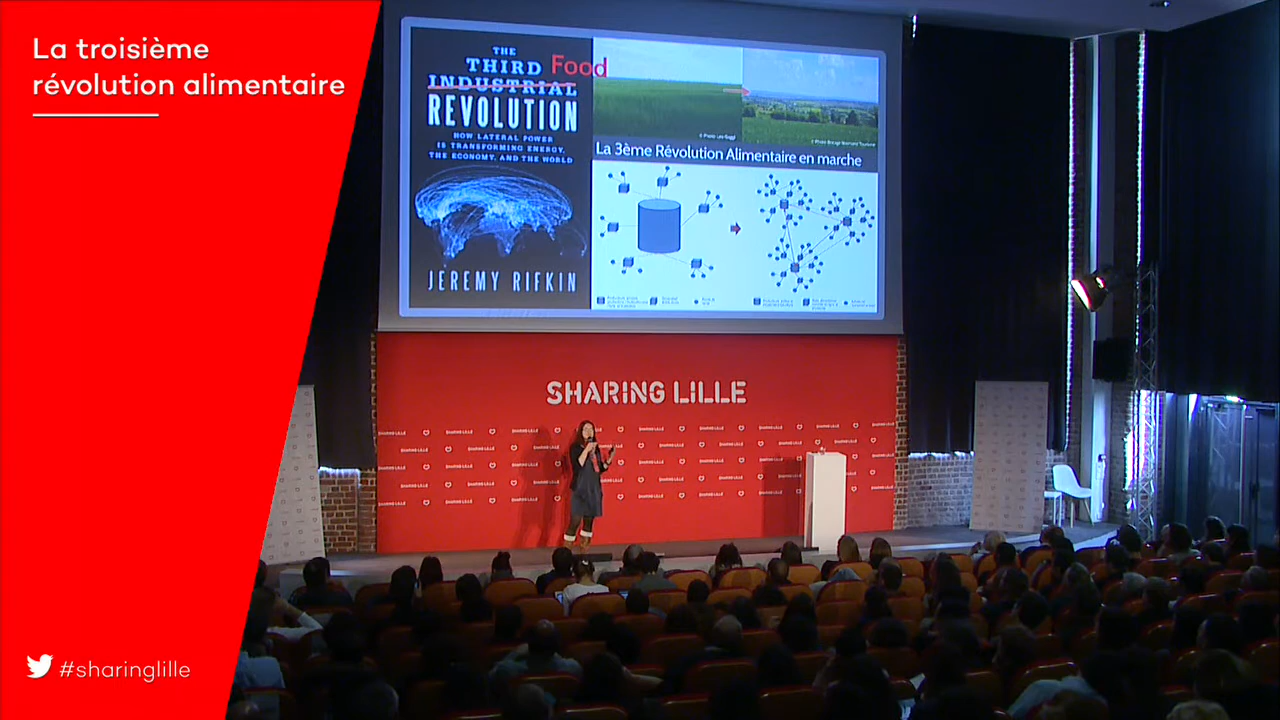 La troisième
révolution alimentaire
THE
THIRD Food
INDUSTRIAL
REVOLUTION
HOW LATERAL POWER
IS TRANSFORMING ENERGY,
THE ECONOMY, AND THE WORLD
JEREMY RIFKIN
La 3ème Révolution Alimentaire en marche
SHARING LILLE
#sharinglille